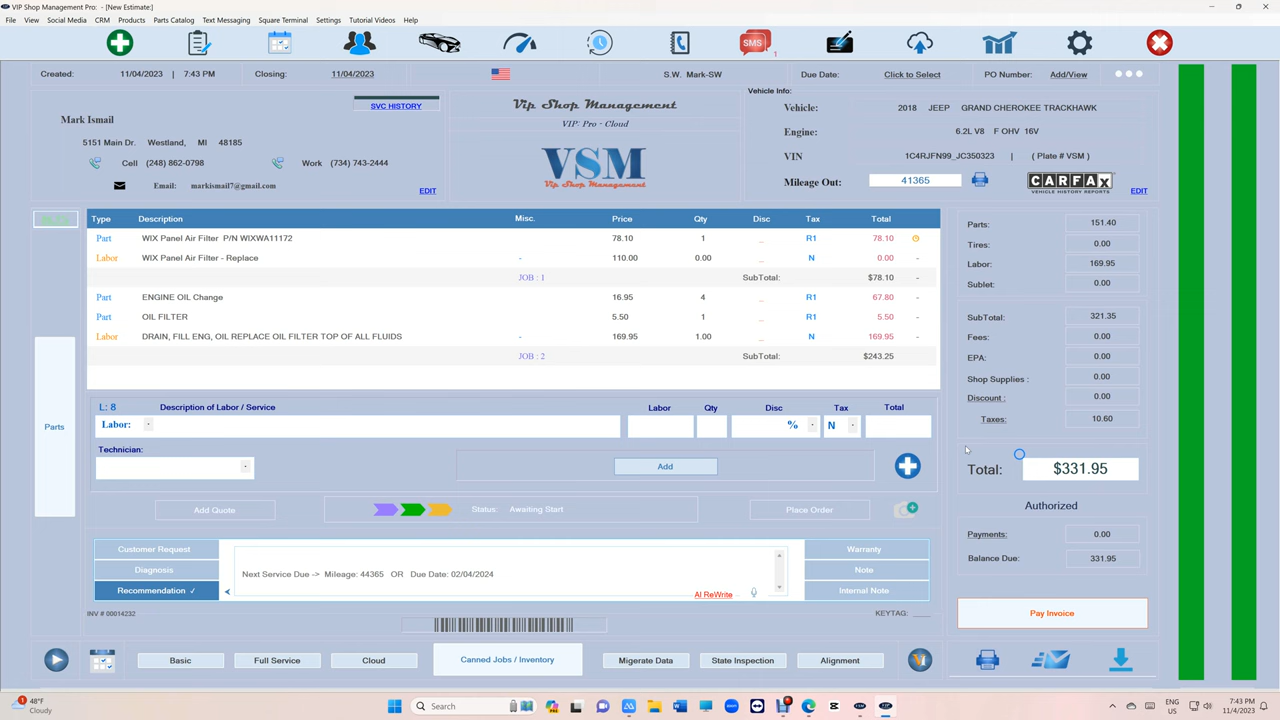 VIP Shop Management Pro: - [New Estimate:]
File View Social Media CRM Products Parts Catalog Text Messaging Square Terminal Settings Tutorial Videos Help
SMS 1
Created: 11/04/2023 | 7:43 PM Closing: 11/04/2023 S.W. Mark-SW Due Date: Click to Select PO Number: Add/View
Vehicle Info:
SVC HISTORY
Mark Ismail
5151 Main Dr. Westland, MI 48185
Cell (248) 862-0798 Work (734) 743-2444
Email: markismail7@gmail.com
EDIT
Vip Shop Management
VIP: Pro - Cloud
VSM
Vip Shop Management
Vehicle: 2018 JEEP GRAND CHEROKEE TRACKHAWK
Engine: 6.2L V8 F OHV 16V
VIN 1C4RJFN99_JC350323 | ( Plate # VSM )
Mileage Out: 41365
CARFAX
VEHICLE HISTORY REPORTS
EDIT
Type Description Misc. Price Qty Disc Tax Total
Part WIX Panel Air Filter P/N WIXWA11172 78.10 1 _ R1 78.10
Labor WIX Panel Air Filter - Replace - 110.00 0.00 _ N 0.00 -
JOB : 1 SubTotal: $78.10 -
Part ENGINE OIL Change 16.95 4 _ R1 67.80 -
Part OIL FILTER 5.50 1 _ R1 5.50 -
Labor DRAIN, FILL ENG, OIL REPLACE OIL FILTER TOP OF ALL FLUIDS - 169.95 1.00 _ N 169.95 -
JOB : 2 SubTotal: $243.25 -
Parts
L: 8 Description of Labor / Service Labor Qty Disc Tax Total
Labor: % N
Technician:
Add
Add Quote Status: Awaiting Start Place Order
Customer Request
Diagnosis
Recommendation ✓
Next Service Due -> Mileage: 44365 OR Due Date: 02/04/2024
AI ReWrite
Warranty
Note
Internal Note
INV # 00014232 KEYTAG: ____
Basic Full Service Cloud Canned Jobs / Inventory Migerate Data State Inspection Alignment
Parts: 151.40
Tires: 0.00
Labor: 169.95
Sublet: 0.00
SubTotal: 321.35
Fees: 0.00
EPA: 0.00
Shop Supplies : 0.00
Discount : 0.00
Taxes: 10.60
Total: $331.95
Authorized
Payments: 0.00
Balance Due: 331.95
Pay Invoice
48°F
Cloudy
Search
ENG
US
7:43 PM
11/4/2023